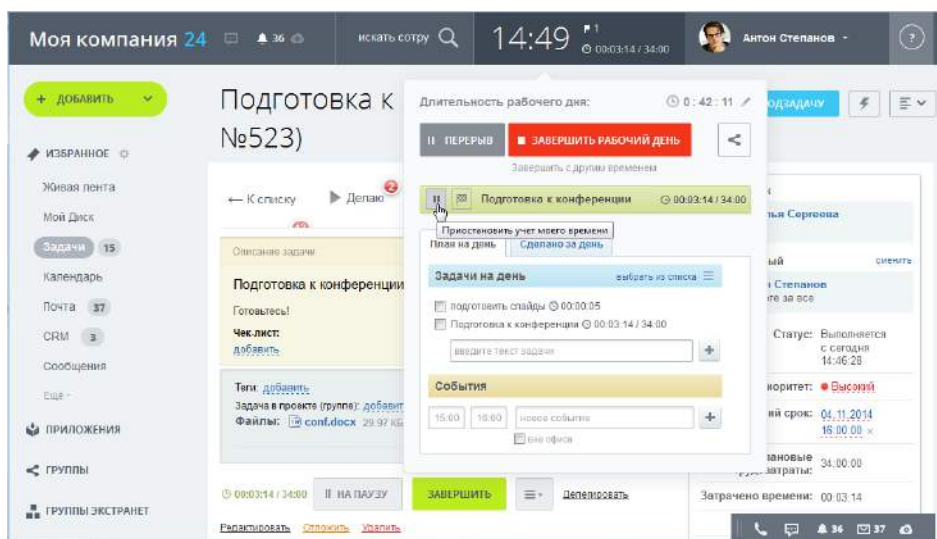 Моя компания 24
36
искать сотру
14:49
1
00:03:14 / 34:00
Антон Степанов
?
+ ДОБАВИТЬ
ИЗБРАННОЕ
Живая лента
Мой Диск
Задачи 15
Календарь
Почта 37
CRM 3
Сообщения
Ещё
ПРИЛОЖЕНИЯ
ГРУППЫ
ГРУППЫ ЭКСТРАНЕТ
Подготовка к
№523)
← К списку
Делаю 2
Описание задачи
Подготовка к конференции
Готовьтесь!
Чек-лист:
добавить
Теги: добавить
Задача в проекте (группе): добавит
Файлы: conf.docx 29.97 КБ
00:03:14 / 34:00
НА ПАУЗУ
ЗАВЕРШИТЬ
Делегировать
Редактировать Отложить Удалить
Длительность рабочего дня:
0 : 42 : 11
ПЕРЕРЫВ
ЗАВЕРШИТЬ РАБОЧИЙ ДЕНЬ
Завершить с другим временем
Подготовка к конференции 00:03:14 / 34:00
Приостановить учет моего времени
План на день
Сделано за день
Задачи на день
выбрать из списка
подготовить слайды 00:00:05
Подготовка к конференции 00:03:14 / 34:00
введите текст задачи
+
События
15:00 16:00 новое событие
+
вне офиса
ОДЗАДАЧУ
Сергеева
ый
сменить
Степанов
за все
Статус: Выполняется
с сегодня
14:46:28
иоритет: Высокий
ий срок: 04.11.2014
16:00:00 ×
лановые
затраты: 34:00:00
Затрачено времени: 00:03:14
36
37